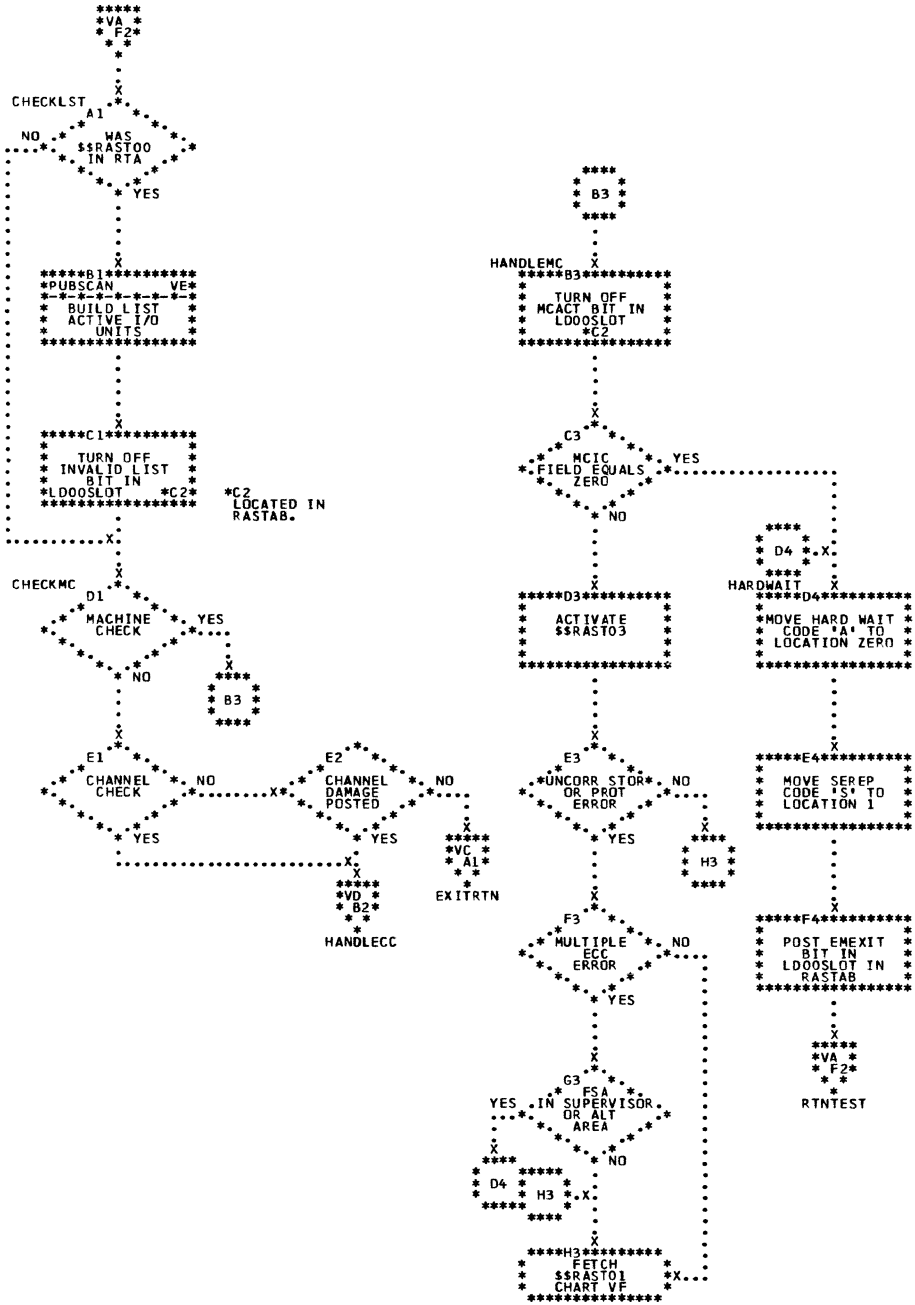 VA
F2
CHECKLST
A1
NO
WAS
$$RAST00
IN RTA
YES
B1
PUBSCAN VE
BUILD LIST
ACTIVE I/O
UNITS
C1
TURN OFF
INVALID LIST
BIT IN
LD00SLOT *C2
*C2
LOCATED IN
RASTAB.
CHECKMC
D1
MACHINE
CHECK
YES
NO
B3
E1
CHANNEL
CHECK
NO
YES
E2
CHANNEL
DAMAGE
POSTED
NO
YES
VC
A1
EXITRTN
VD
B2
HANDLECC
B3
HANDLEMC
B3
TURN OFF
MCACT BIT IN
LD00SLOT
*C2
C3
MCIC
FIELD EQUALS
ZERO
YES
NO
D3
ACTIVATE
$$RAST03
E3
UNCORR STOR
OR PROT
ERROR
NO
YES
H3
F3
MULTIPLE
ECC
ERROR
NO
YES
G3
FSA
IN SUPERVISOR
OR ALT
AREA
YES
NO
D4
H3
H3
FETCH
$$RAST01
CHART VF
D4
HARDWAIT
D4
MOVE HARD WAIT
CODE 'A' TO
LOCATION ZERO
E4
MOVE SEREP
CODE 'S' TO
LOCATION 1
F4
POST EMEXIT
BIT IN
LD00SLOT IN
RASTAB
VA
F2
RTNTEST